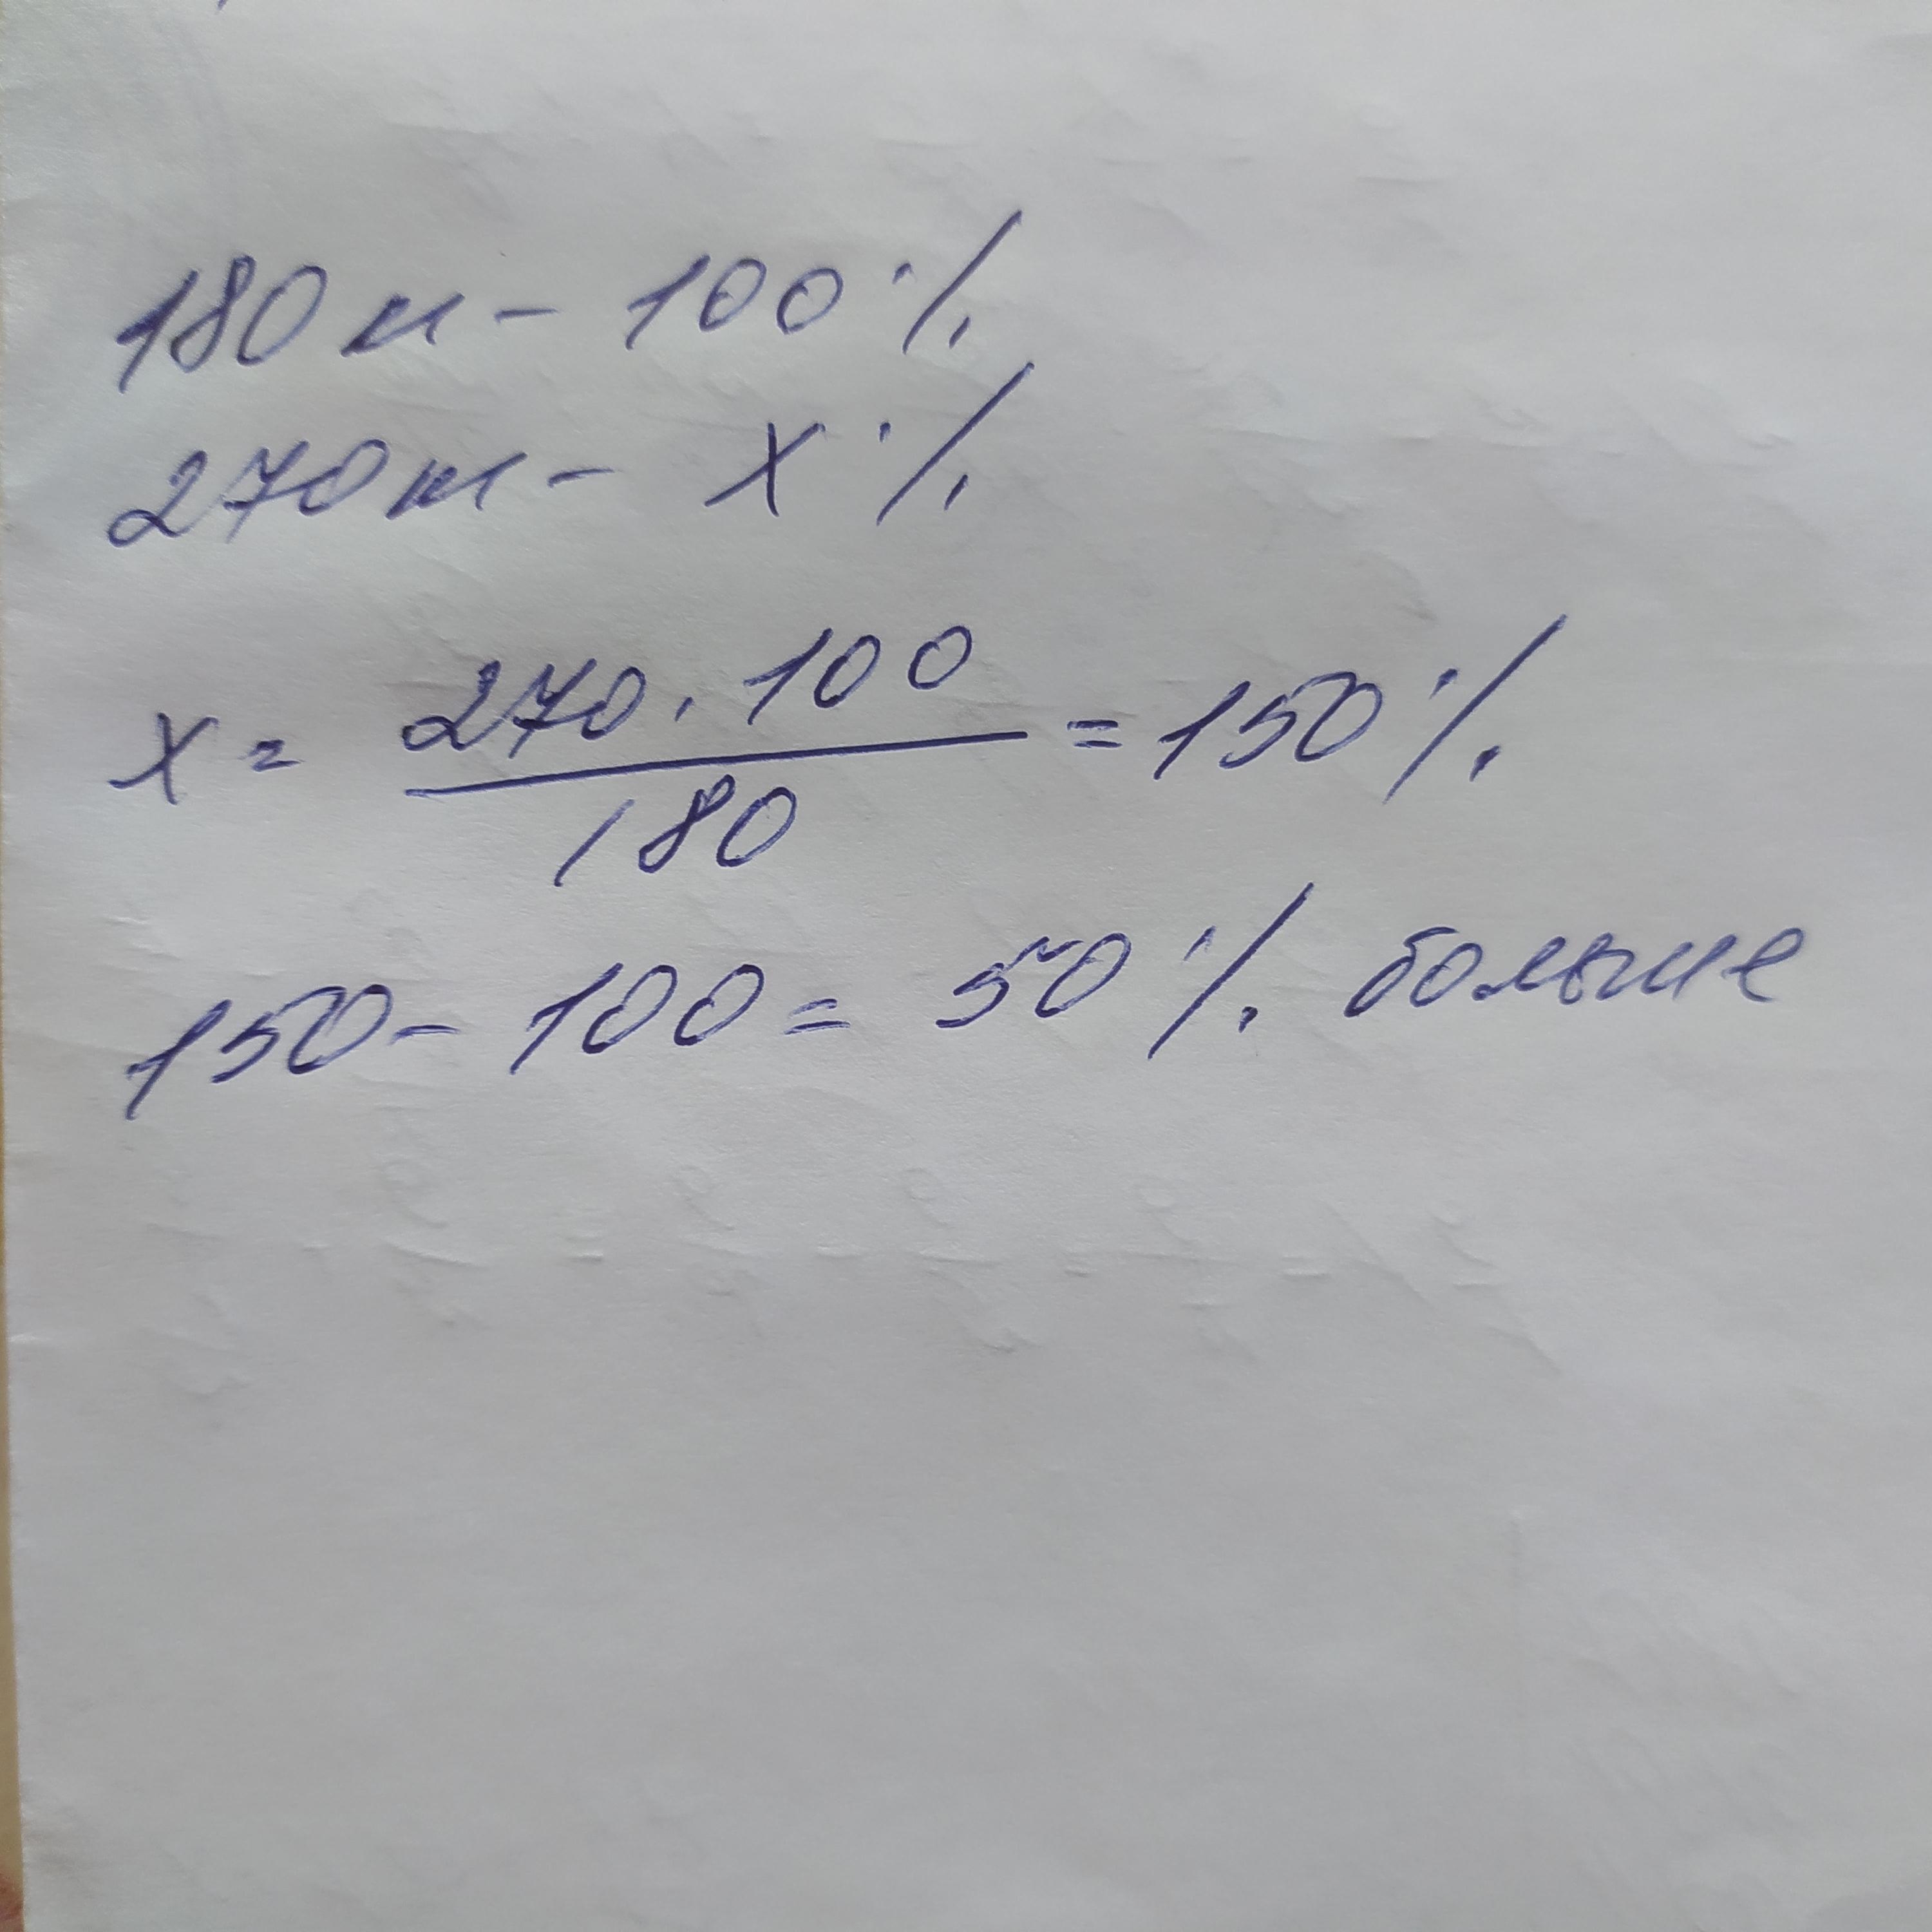 180 м - 100 %
270 м - х %
х = 270 · 100 / 180 = 150 %
150 - 100 = 50 % больше